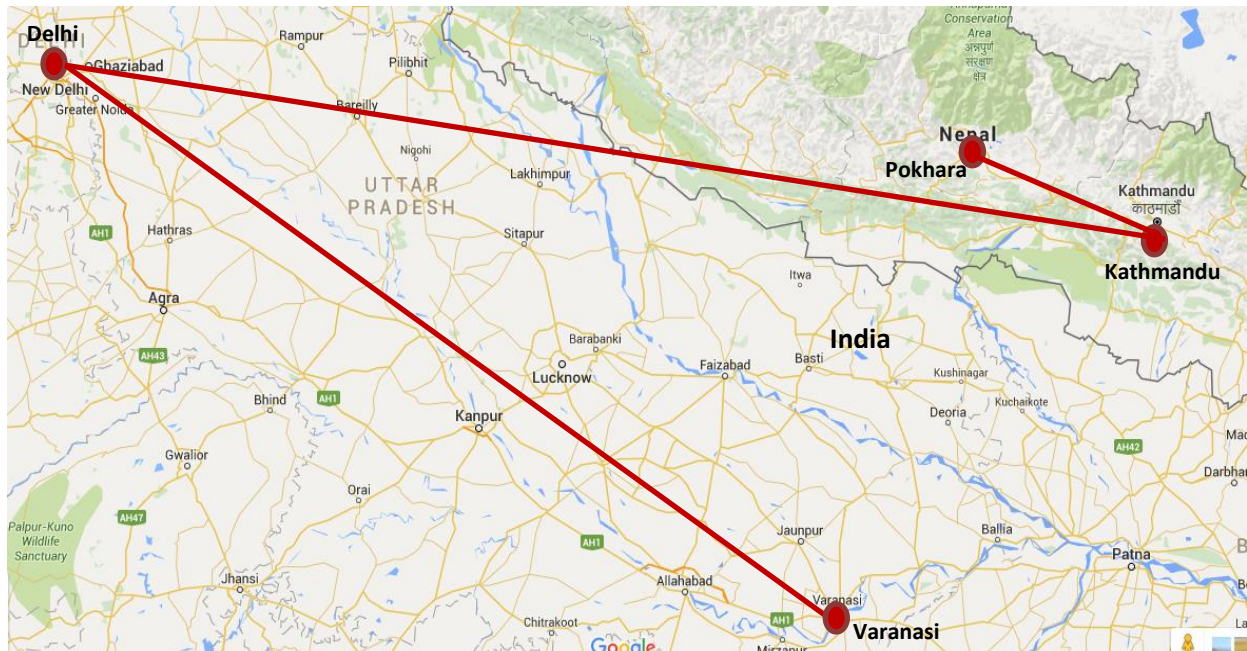 Delhi
DELHI
Ghaziabad
New Delhi
Greater Noida
Rampur
Pilibhit
Bareilly
Nigohi
Lakhimpur
UTTAR
PRADESH
Conservation
Area
अन्नपूर्ण
संरक्षण
क्षेत्र
Nepal
Pokhara
Kathmandu
काठमाडौँ
Kathmandu
AH1
Hathras
Sitapur
Itwa
Agra
AH43
Barabanki
Lucknow
India
Faizabad
Basti
Kushinagar
Kuchaikote
Bhind
AH1
Kanpur
Deoria
AH42
Gwalior
Orai
Darbhan
Palpur-Kuno
Wildlife
Sanctuary
AH47
AH1
Jaunpur
Ballia
Patna
Jhansi
Allahabad
Varanasi
Varanasi
AH1
Chitrakoot
Google
Mirzapur